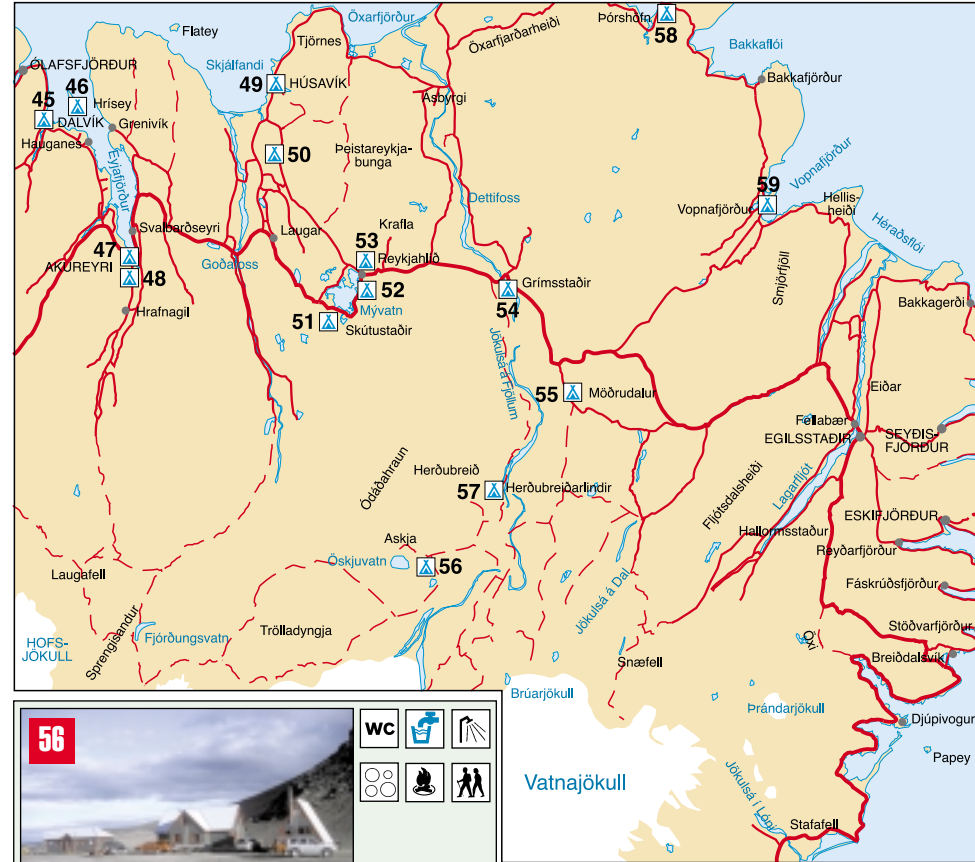 Öxarfjörður
Þórshöfn
58
Flatey
Tjörnes
Öxarfjarðarheiði
Bakkaflói
ÓLAFSFJÖRÐUR
Skjálfandi
49
HÚSAVÍK
Bakkafjörður
45
46
Hrísey
Ásbyrgi
DALVÍK
Grenivík
Hauganes
50
Þeistareykja-
bunga
Eyjafjörður
Dettifoss
59
Vopnafjörður
Vopnafjörður
Hellis-
heiði
Svalbarðseyri
Laugar
Krafla
53
Héraðsflói
47
AKUREYRI
Goðafoss
Reykjahlíð
48
52
Grímsstaðir
Smjörfjöll
Bakkagerði
Hrafnagil
Mývatn
54
51
Skútustaðir
Jökulsá á Fjöllum
55
Möðrudalur
Eiðar
Fellabær
SEYÐIS-
FJÖRÐUR
EGILSSTAÐIR
Ódáðahraun
Herðubreið
57
Herðubreiðarlindir
Fljótsdalsheiði
Lagarfljót
ESKIFJÖRÐUR
Hallormsstaður
Askja
Reyðarfjörður
Öskjuvatn
56
Laugafell
Jökulsá á Dal
Fáskrúðsfjörður
Sprengisandur
Fjórðungsvatn
Trölladyngja
Stöðvarfjörður
HOFS-
JÖKULL
Öxi
Snæfell
Breiðdalsvík
Brúarjökull
Þrándarjökull
Djúpivogur
56
WC
Papey
Vatnajökull
Jökulsá í Lóni
Stafafell